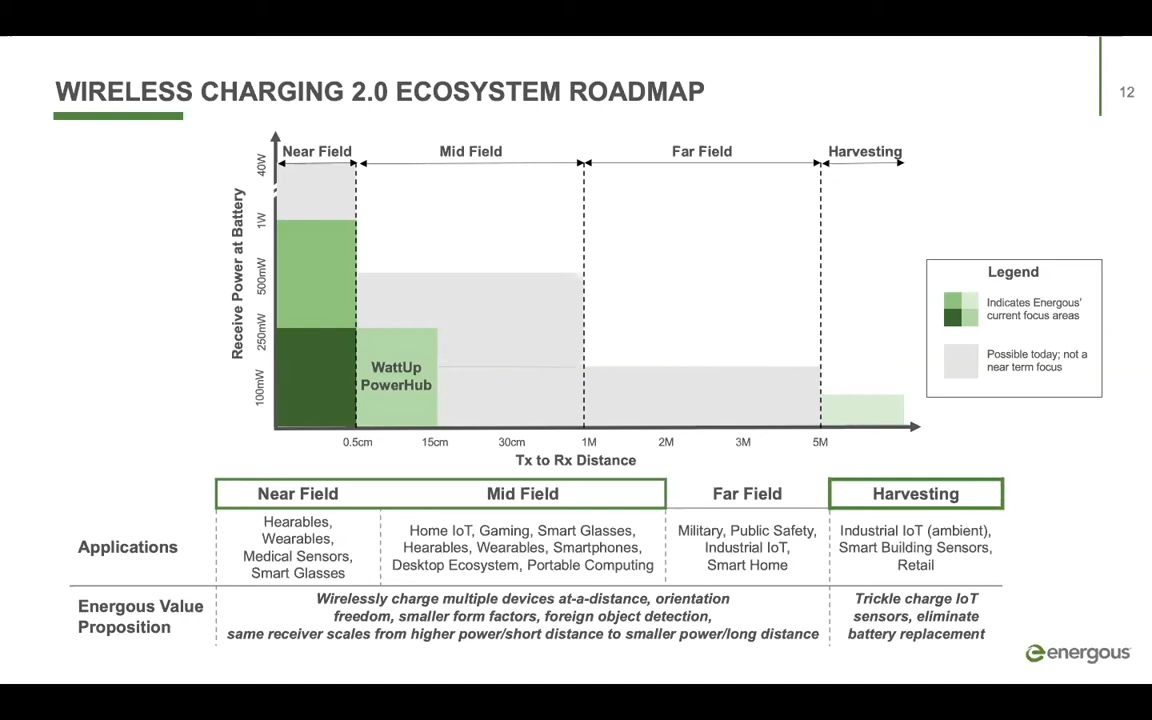 WIRELESS CHARGING 2.0 ECOSYSTEM ROADMAP
12
Near Field
Mid Field
Far Field
Harvesting
Receive Power at Battery
40W
1W
500mW
250mW
100mW
WattUp
PowerHub
0.5cm
15cm
30cm
1M
2M
3M
5M
Tx to Rx Distance
Legend
Indicates Energous'
current focus areas
Possible today; not a
near term focus
Near Field
Mid Field
Far Field
Harvesting
Applications
Hearables,
Wearables,
Medical Sensors,
Smart Glasses
Home IoT, Gaming, Smart Glasses,
Hearables, Wearables, Smartphones,
Desktop Ecosystem, Portable Computing
Military, Public Safety,
Industrial IoT,
Smart Home
Industrial IoT (ambient),
Smart Building Sensors,
Retail
Energous Value
Proposition
Wirelessly charge multiple devices at-a-distance, orientation
freedom, smaller form factors, foreign object detection,
same receiver scales from higher power/short distance to smaller power/long distance
Trickle charge IoT
sensors, eliminate
battery replacement
energous